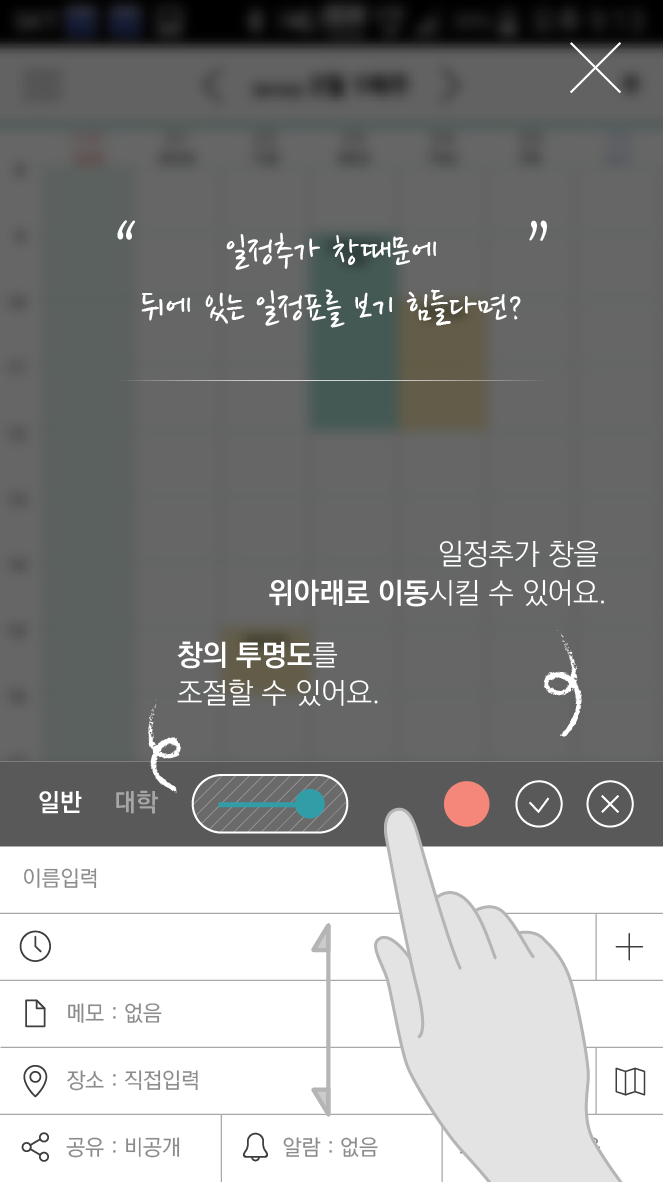 “ 일정추가 창때문에 ”
뒤에 있는 일정표를 보기 힘들다면?
일정추가 창을
위아래로 이동시킬 수 있어요.
창의 투명도를
조절할 수 있어요.
일반 대학
이름입력
메모 : 없음
장소 : 직접입력
공유 : 비공개 알람 : 없음